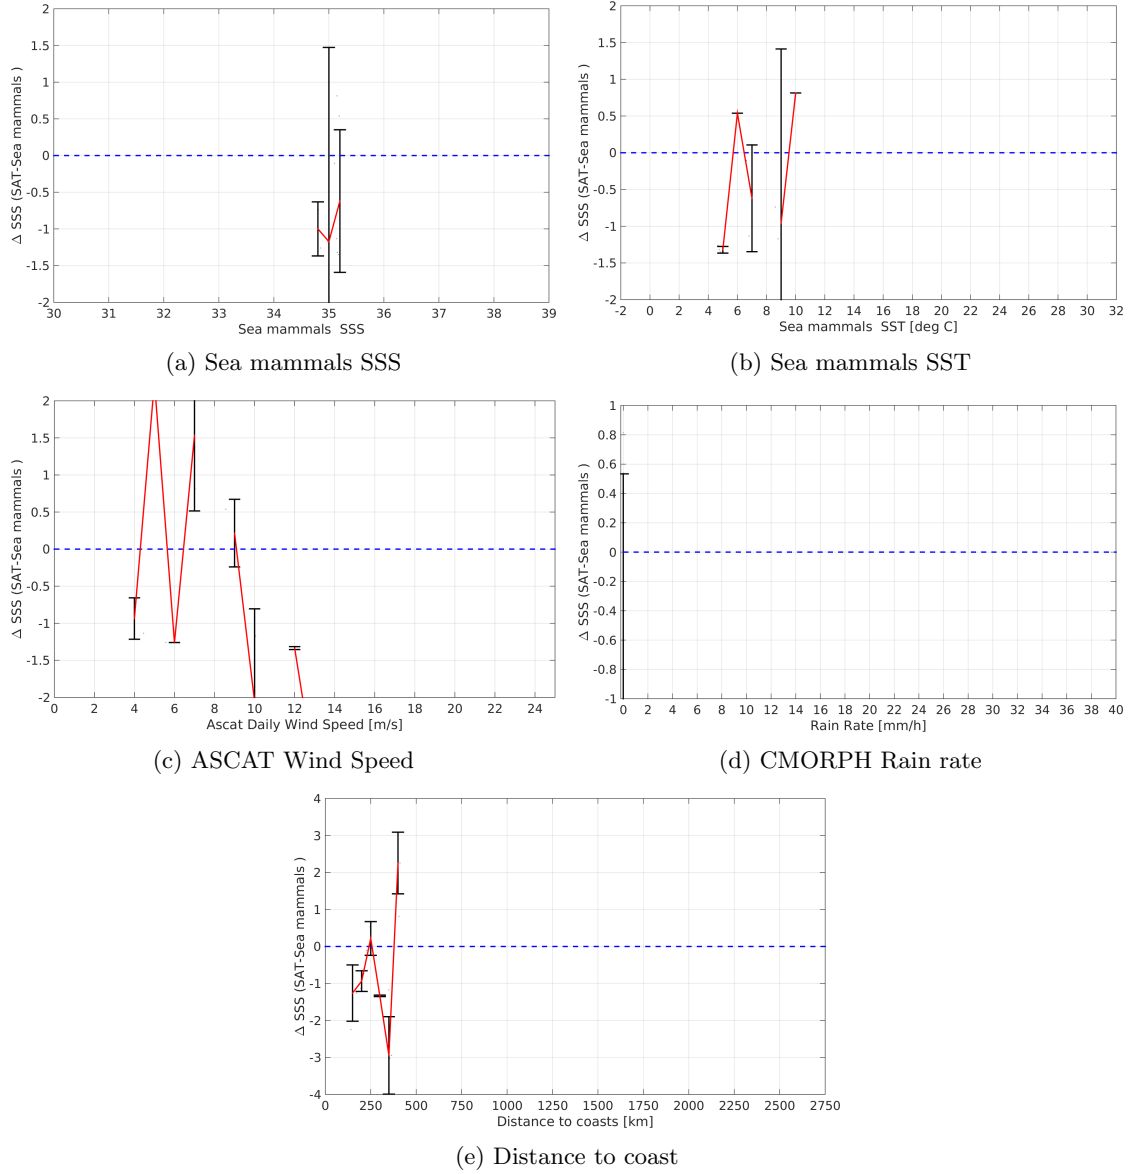 2
1.5
1
0.5
0
-0.5
-1
-1.5
-2
Δ SSS (SAT-Sea mammals )
30 31 32 33 34 35 36 37 38 39
Sea mammals SSS
(a) Sea mammals SSS
2
1.5
1
0.5
0
-0.5
-1
-1.5
-2
Δ SSS (SAT-Sea mammals )
-2 0 2 4 6 8 10 12 14 16 18 20 22 24 26 28 30 32
Sea mammals SST [deg C]
(b) Sea mammals SST
2
1.5
1
0.5
0
-0.5
-1
-1.5
-2
Δ SSS (SAT-Sea mammals )
0 2 4 6 8 10 12 14 16 18 20 22 24
Ascat Daily Wind Speed [m/s]
(c) ASCAT Wind Speed
1
0.8
0.6
0.4
0.2
0
-0.2
-0.4
-0.6
-0.8
-1
Δ SSS (SAT-Sea mammals )
0 2 4 6 8 10 12 14 16 18 20 22 24 26 28 30 32 34 36 38 40
Rain Rate [mm/h]
(d) CMORPH Rain rate
4
3
2
1
0
-1
-2
-3
-4
Δ SSS (SAT-Sea mammals )
0 250 500 750 1000 1250 1500 1750 2000 2250 2500 2750
Distance to coasts [km]
(e) Distance to coast